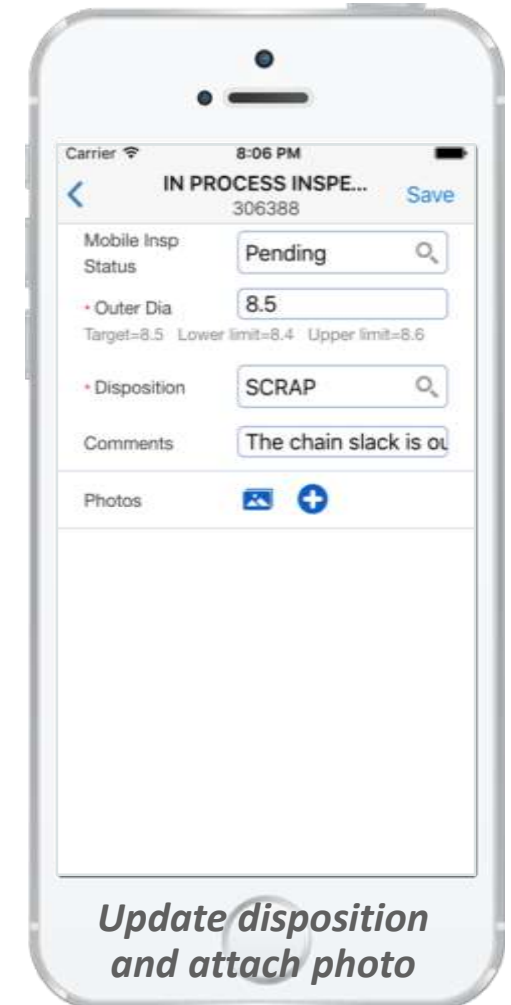 Carrier 8:06 PM
IN PROCESS INSPE...
306388
Save
Mobile Insp
Status
Pending
* Outer Dia
8.5
Target=8.5 Lower limit=8.4 Upper limit=8.6
* Disposition
SCRAP
Comments
The chain slack is ou
Photos
Update disposition
and attach photo